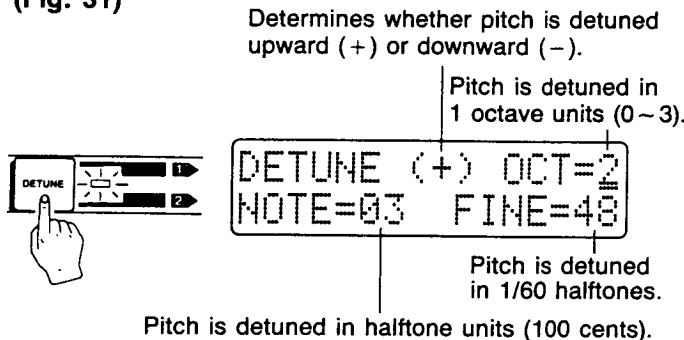 (Fig. 31)
Determines whether pitch is detuned
upward (+) or downward (−).
Pitch is detuned in
1 octave units (0~3).
DETUNE
1
2
DETUNE (+) OCT=2
NOTE=03 FINE=48
Pitch is detuned
in 1/60 halftones.
Pitch is detuned in halftone units (100 cents).